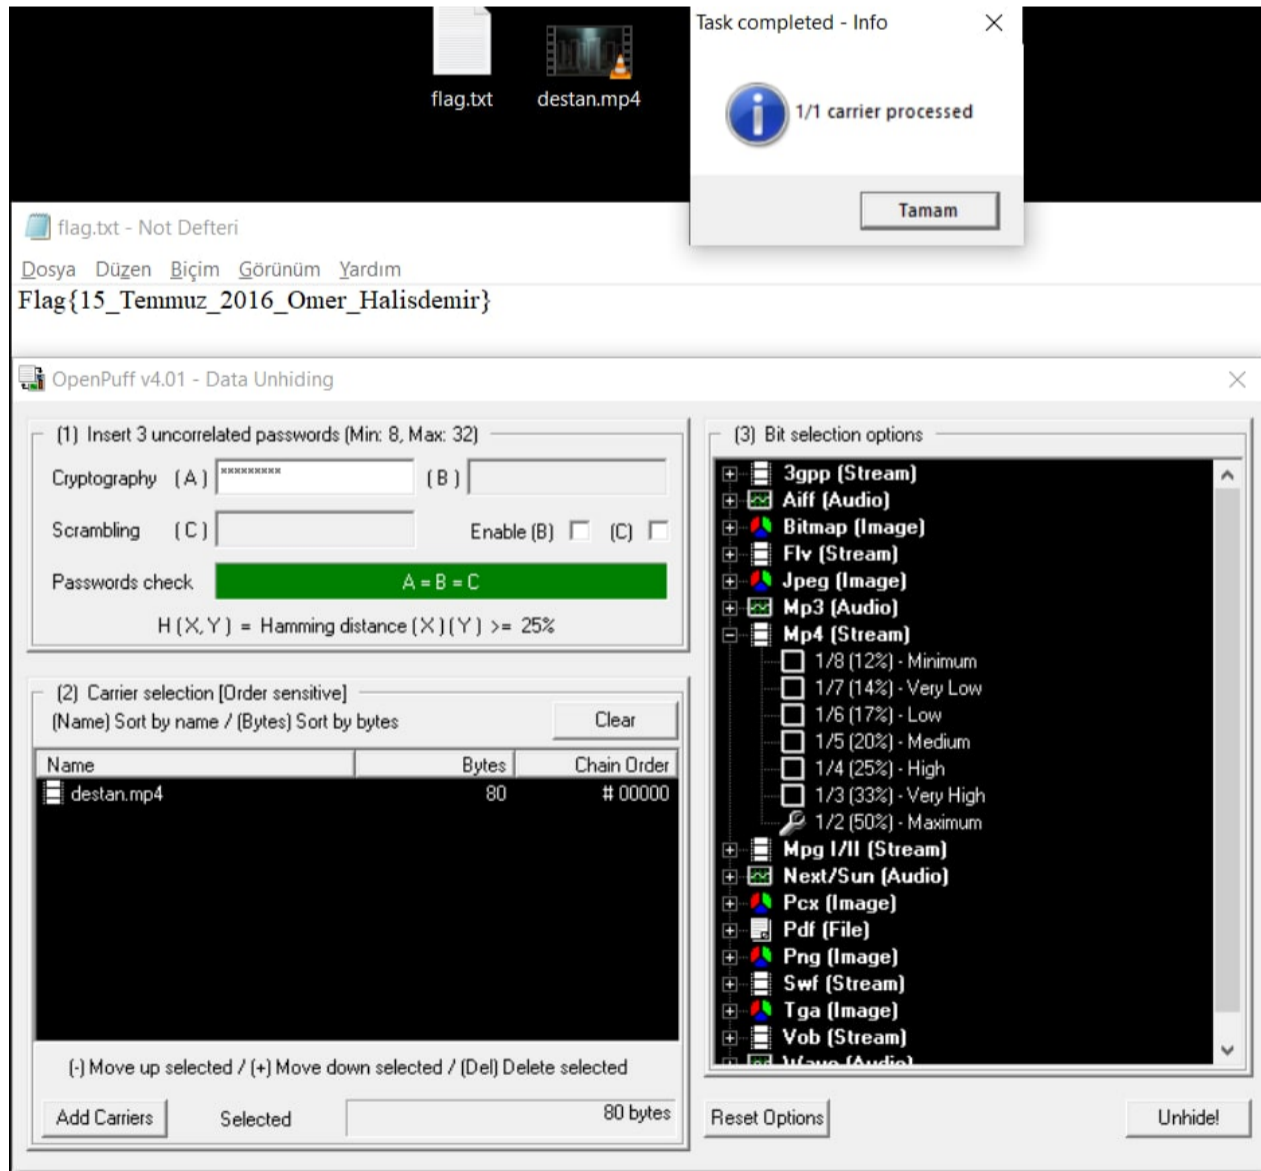 flag.txt
destan.mp4
Task completed - Info
1/1 carrier processed
Tamam
flag.txt - Not Defteri
Dosya Düzen Biçim Görünüm Yardım
Flag{15_Temmuz_2016_Omer_Halisdemir}
OpenPuff v4.01 - Data Unhiding
(1) Insert 3 uncorrelated passwords (Min: 8, Max: 32)
Cryptography (A) ********* (B)
Scrambling (C) Enable (B) (C)
Passwords check A = B = C
H (X, Y) = Hamming distance (X)(Y) >= 25%
(2) Carrier selection [Order sensitive]
(Name) Sort by name / (Bytes) Sort by bytes
Clear
Name Bytes Chain Order
destan.mp4 80 # 00000
(-) Move up selected / (+) Move down selected / (Del) Delete selected
Add Carriers Selected 80 bytes
(3) Bit selection options
3gpp (Stream)
Aiff (Audio)
Bitmap (Image)
Flv (Stream)
Jpeg (Image)
Mp3 (Audio)
Mp4 (Stream)
1/8 (12%) - Minimum
1/7 (14%) - Very Low
1/6 (17%) - Low
1/5 (20%) - Medium
1/4 (25%) - High
1/3 (33%) - Very High
1/2 (50%) - Maximum
Mpg I/II (Stream)
Next/Sun (Audio)
Pcx (Image)
Pdf (File)
Png (Image)
Swf (Stream)
Tga (Image)
Vob (Stream)
Wave (Audio)
Reset Options
Unhide!